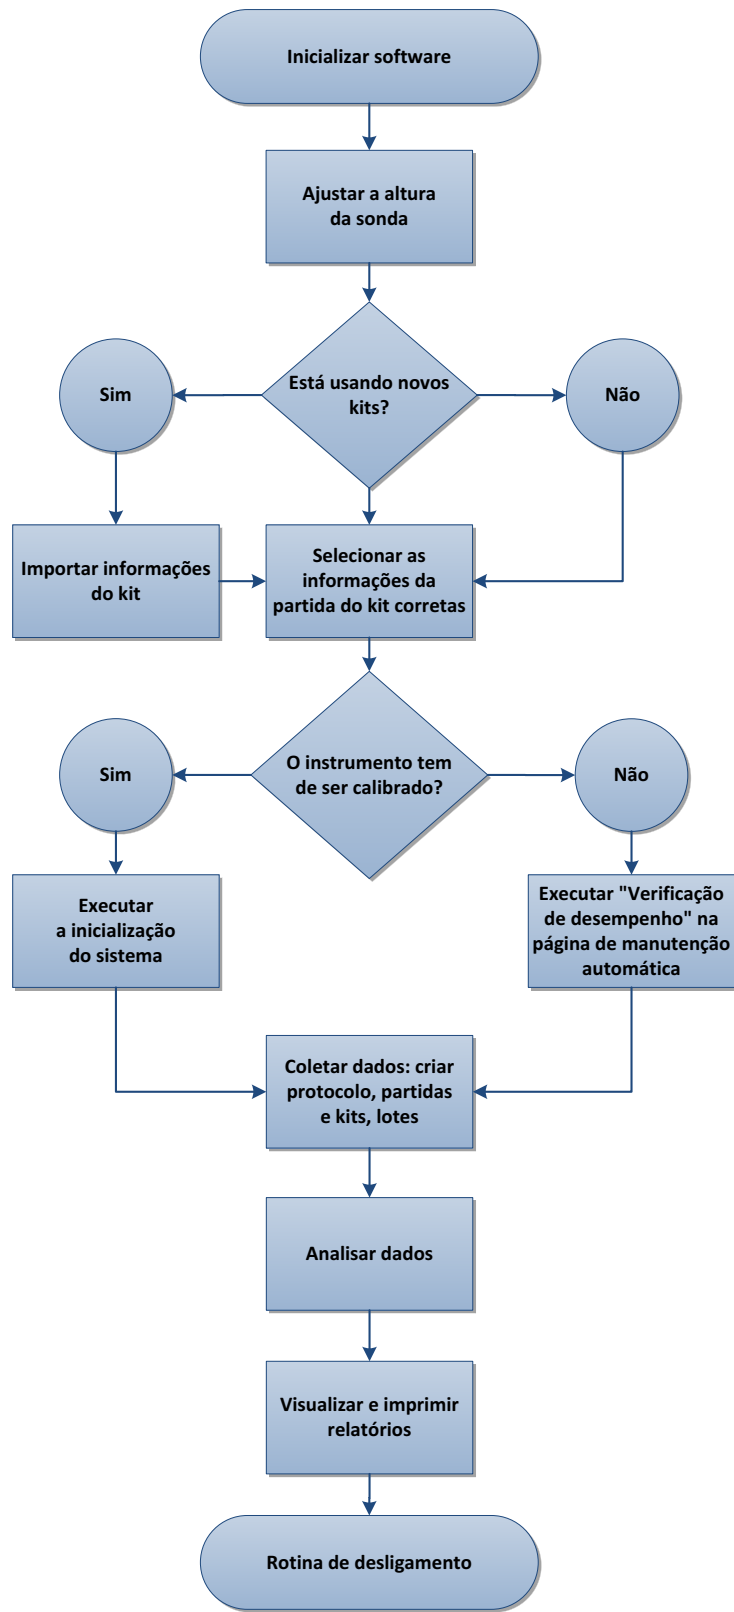 Inicializar software
Ajustar a altura
da sonda
Está usando novos
kits?
Sim
Não
Importar informações
do kit
Selecionar as
informações da
partida do kit corretas
O instrumento tem
de ser calibrado?
Sim
Não
Executar
a inicialização
do sistema
Executar "Verificação
de desempenho" na
página de manutenção
automática
Coletar dados: criar
protocolo, partidas
e kits, lotes
Analisar dados
Visualizar e imprimir
relatórios
Rotina de desligamento